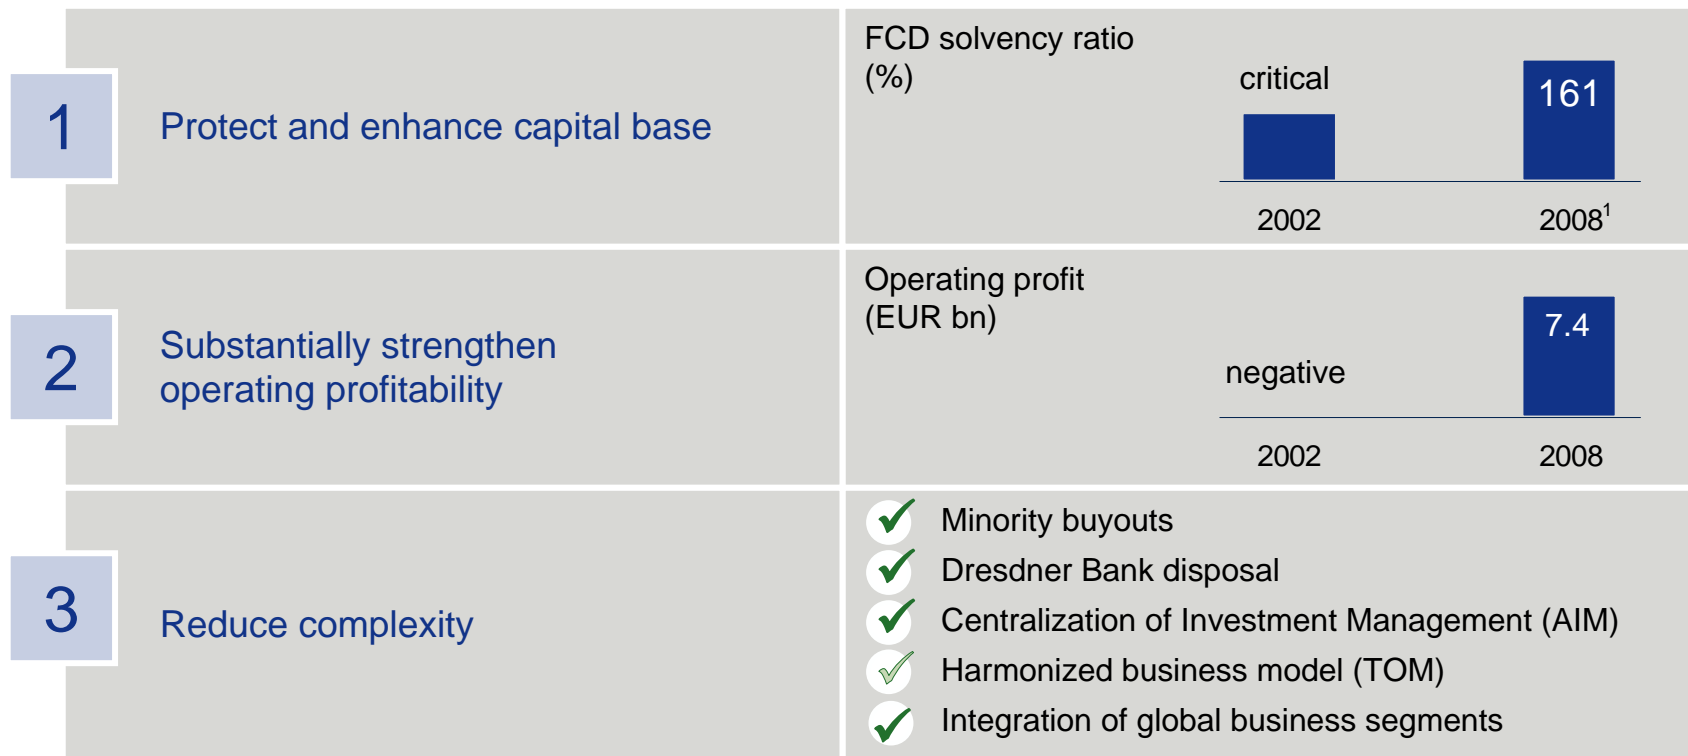 1
Protect and enhance capital base
FCD solvency ratio
(%)
critical
161
2002
2008¹
2
Substantially strengthen
operating profitability
Operating profit
(EUR bn)
negative
7.4
2002
2008
3
Reduce complexity
Minority buyouts
Dresdner Bank disposal
Centralization of Investment Management (AIM)
Harmonized business model (TOM)
Integration of global business segments